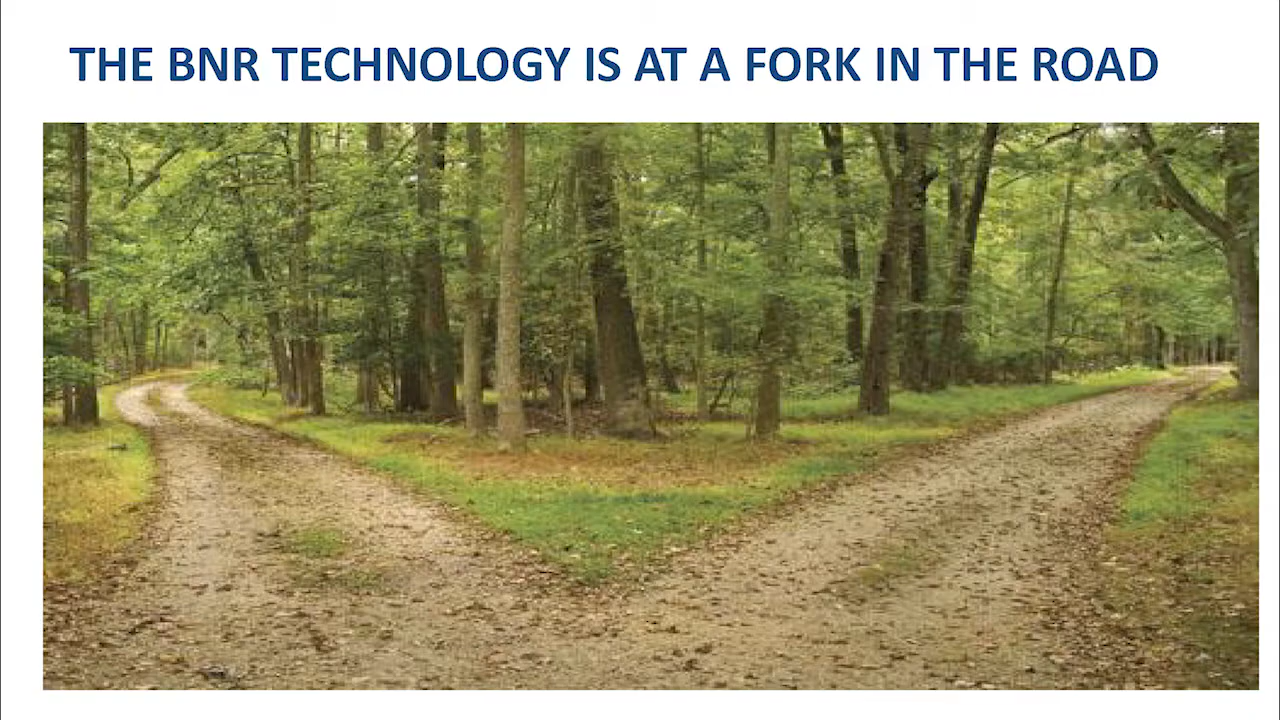 THE BNR TECHNOLOGY IS AT A FORK IN THE ROAD